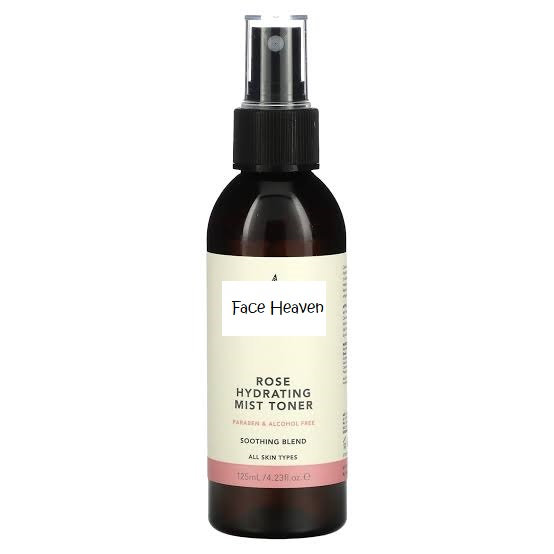 Face Heaven
ROSE
HYDRATING
MIST TONER
PARABEN & ALCOHOL FREE
SOOTHING BLEND
ALL SKIN TYPES
125mL /4.23fl.oz. ℮